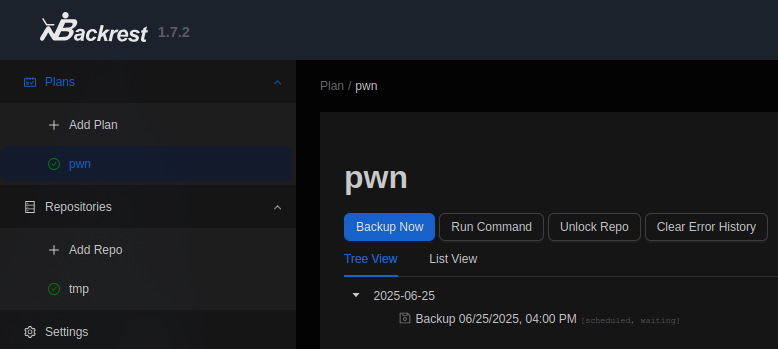 Backrest 1.7.2
Plans
Add Plan
pwn
Repositories
Add Repo
tmp
Settings
Plan / pwn
pwn
Backup Now Run Command Unlock Repo Clear Error History
Tree View List View
2025-06-25
Backup 06/25/2025, 04:00 PM [scheduled, waiting]